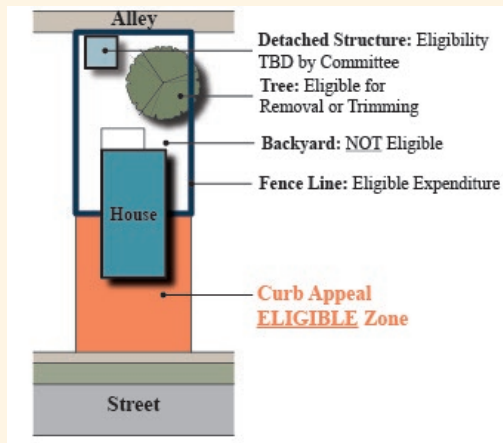 Alley
Detached Structure: Eligibility
TBD by Committee
Tree: Eligible for
Removal or Trimming
Backyard: NOT Eligible
Fence Line: Eligible Expenditure
House
Curb Appeal
ELIGIBLE Zone
Street